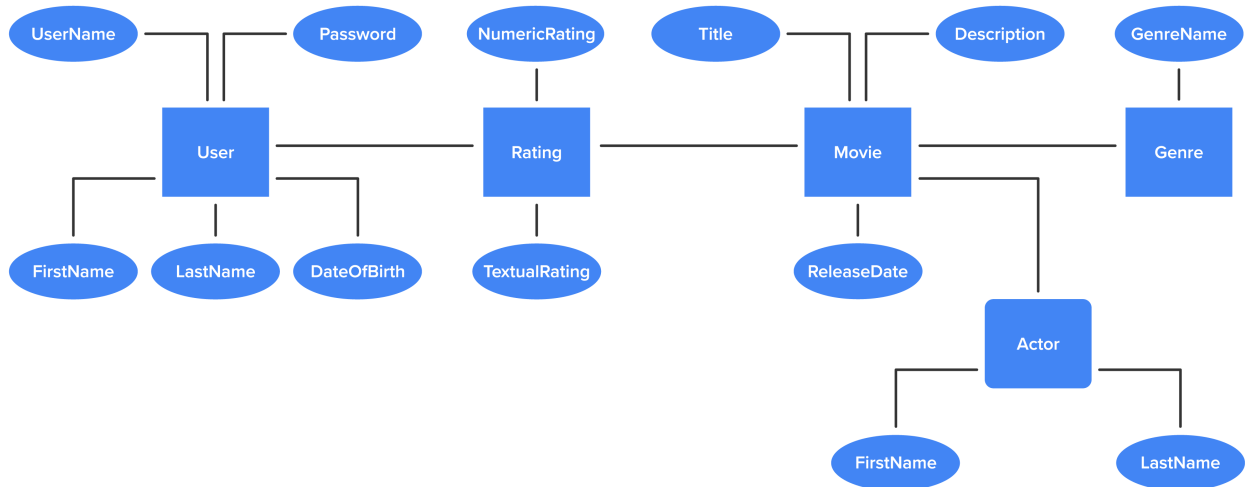 UserName
Password
NumericRating
Title
Description
GenreName
User
Rating
Movie
Genre
FirstName
LastName
DateOfBirth
TextualRating
ReleaseDate
Actor
FirstName
LastName